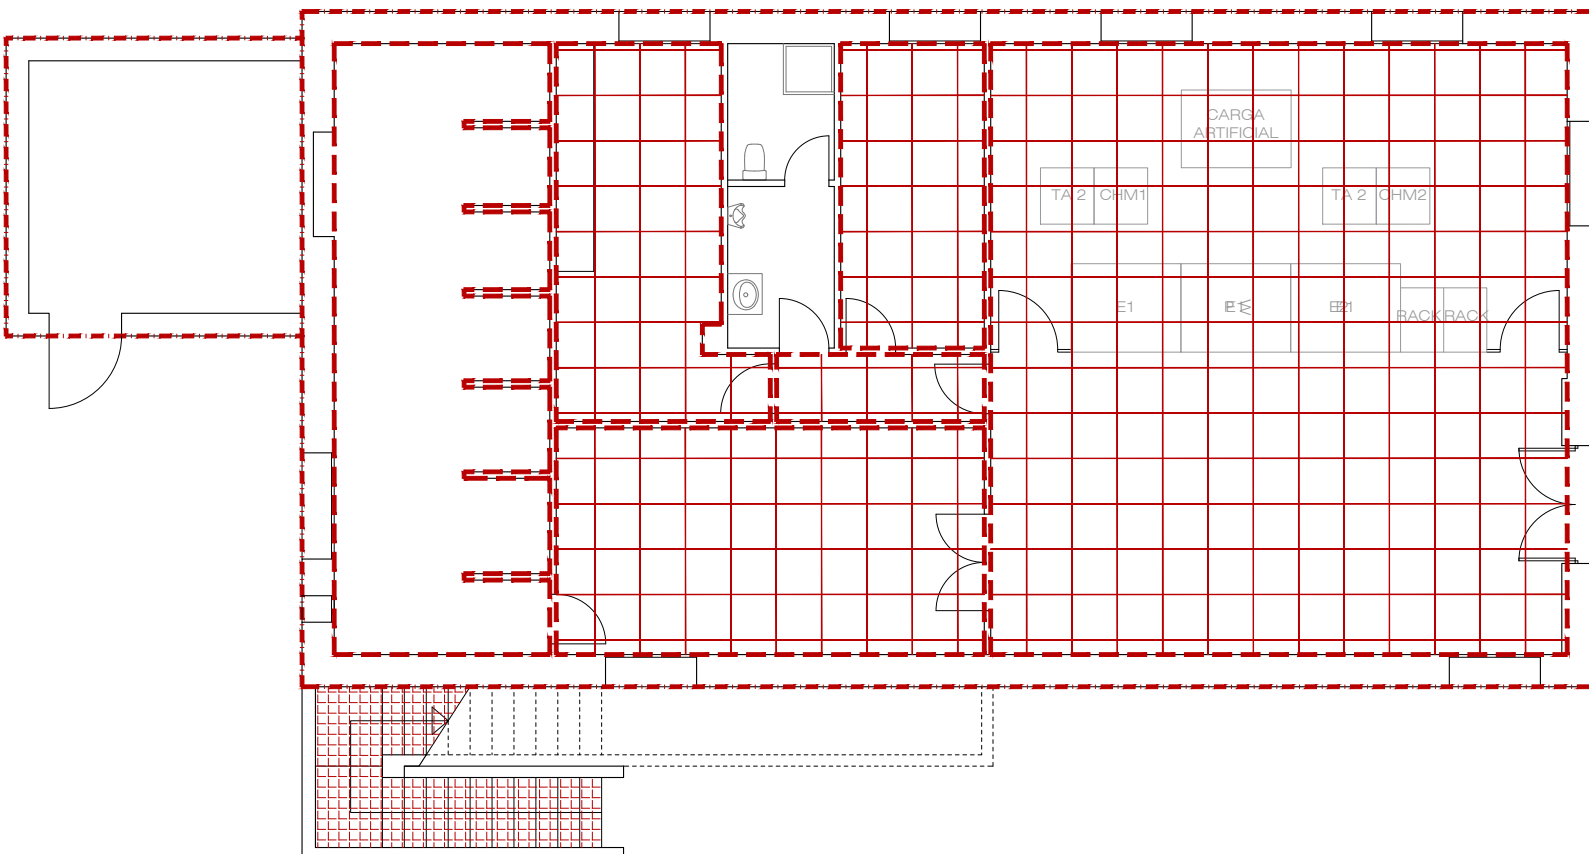 CARGA
ARTIFICIAL
TA 2 CHM1
TA 2 CHM2
E1
RACK RACK